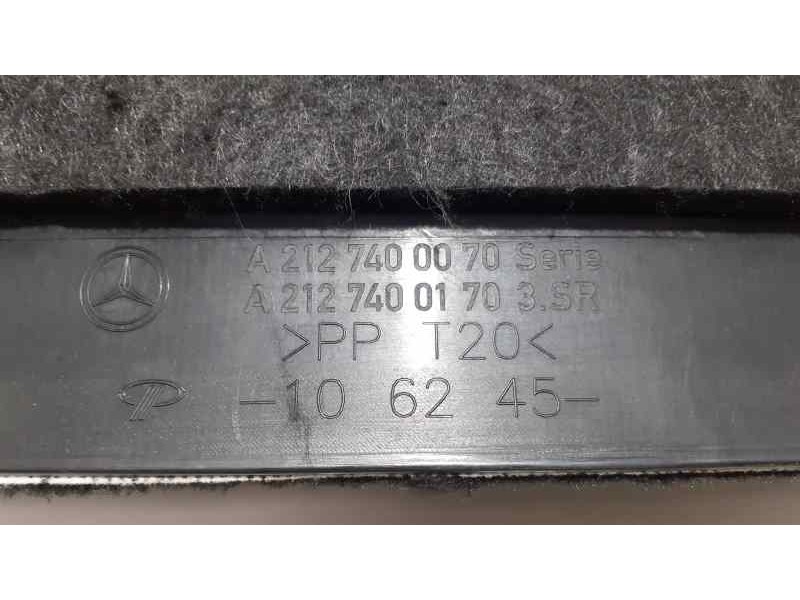 A 212 740 00 70 Serie
A 212 740 01 70 3.SR
>PP T20<
-10 62 45-